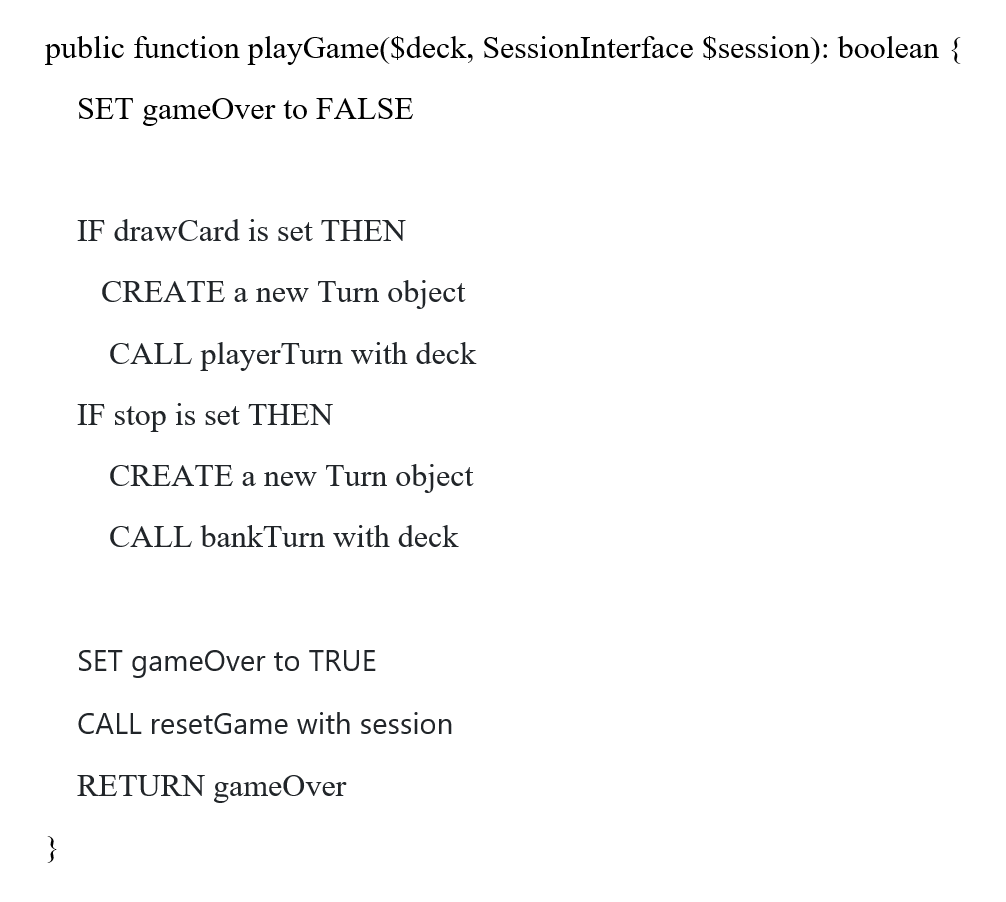 public function playGame($deck, SessionInterface $session): boolean {
SET gameOver to FALSE
IF drawCard is set THEN
CREATE a new Turn object
CALL playerTurn with deck
IF stop is set THEN
CREATE a new Turn object
CALL bankTurn with deck
SET gameOver to TRUE
CALL resetGame with session
RETURN gameOver
}